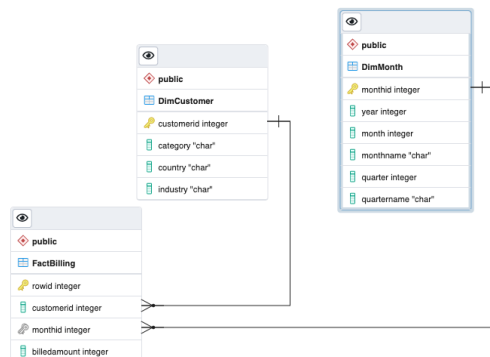 public
DimCustomer
customerid integer
category "char"
country "char"
industry "char"
public
DimMonth
monthid integer
year integer
month integer
monthname "char"
quarter integer
quartername "char"
public
FactBilling
rowid integer
customerid integer
monthid integer
billedamount integer